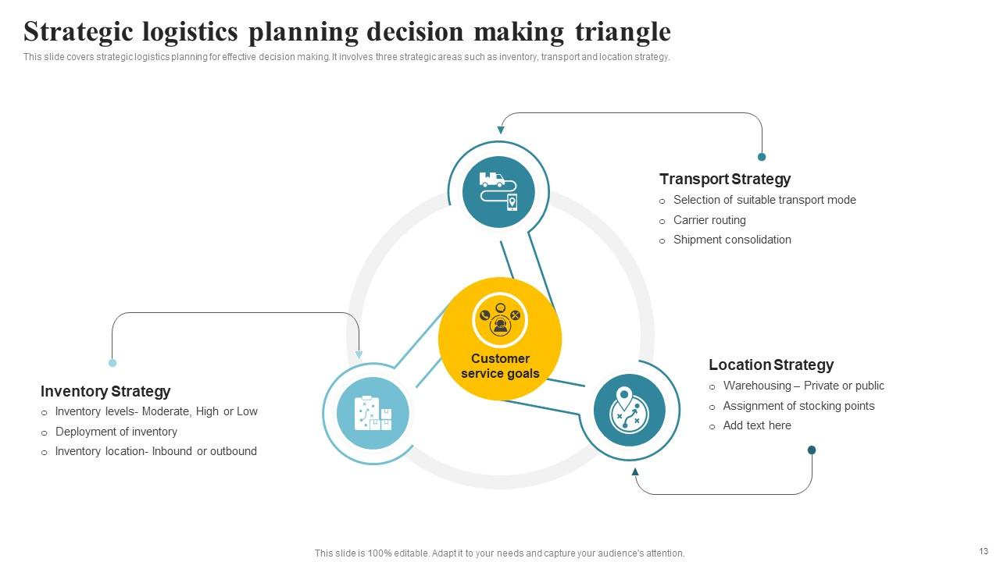 Strategic logistics planning decision making triangle
This slide covers strategic logistics planning for effective decision making. It involves three strategic areas such as inventory, transport and location strategy.
Transport Strategy
o Selection of suitable transport mode
o Carrier routing
o Shipment consolidation
Customer
service goals
Inventory Strategy
o Inventory levels- Moderate, High or Low
o Deployment of inventory
o Inventory location- Inbound or outbound
Location Strategy
o Warehousing – Private or public
o Assignment of stocking points
o Add text here
This slide is 100% editable. Adapt it to your needs and capture your audience's attention.
13